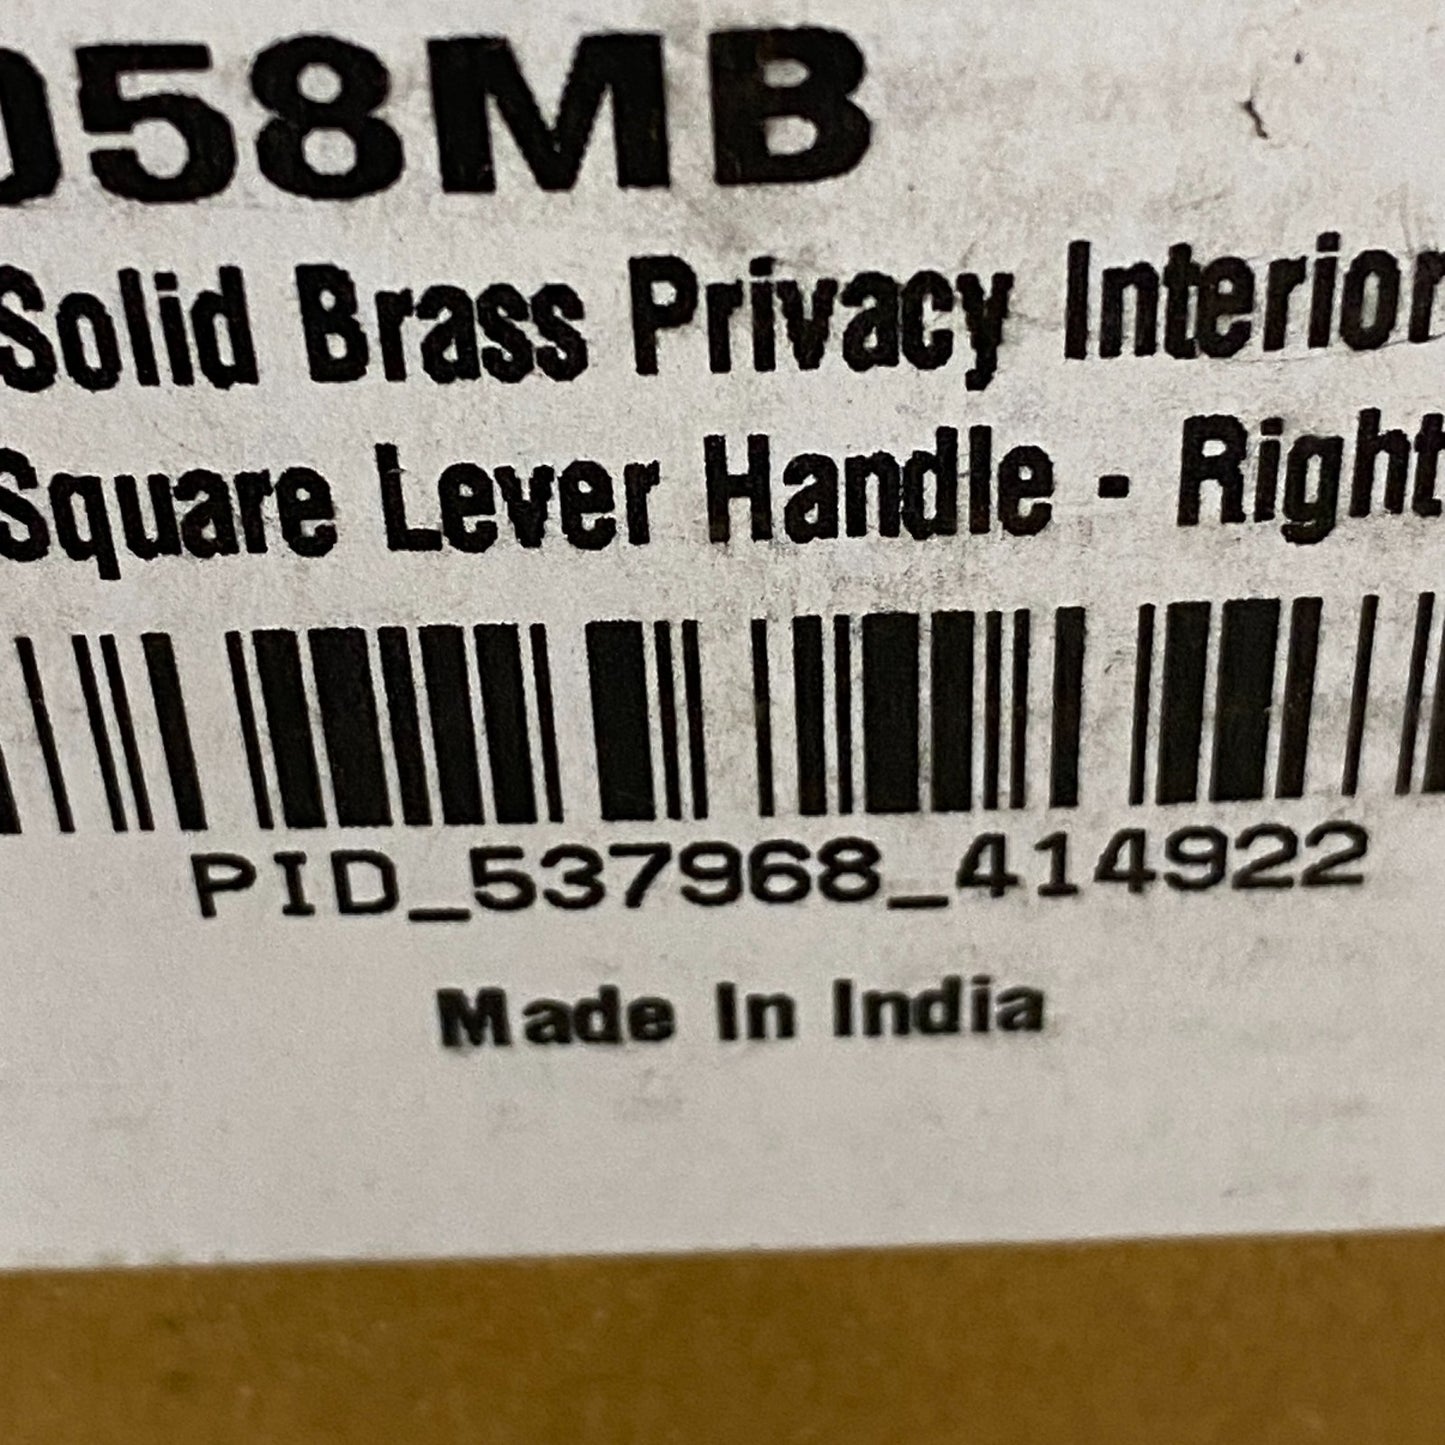 058MB
Solid Brass Privacy Interior
Square Lever Handle - Right
PID_537968_414922
Made In India